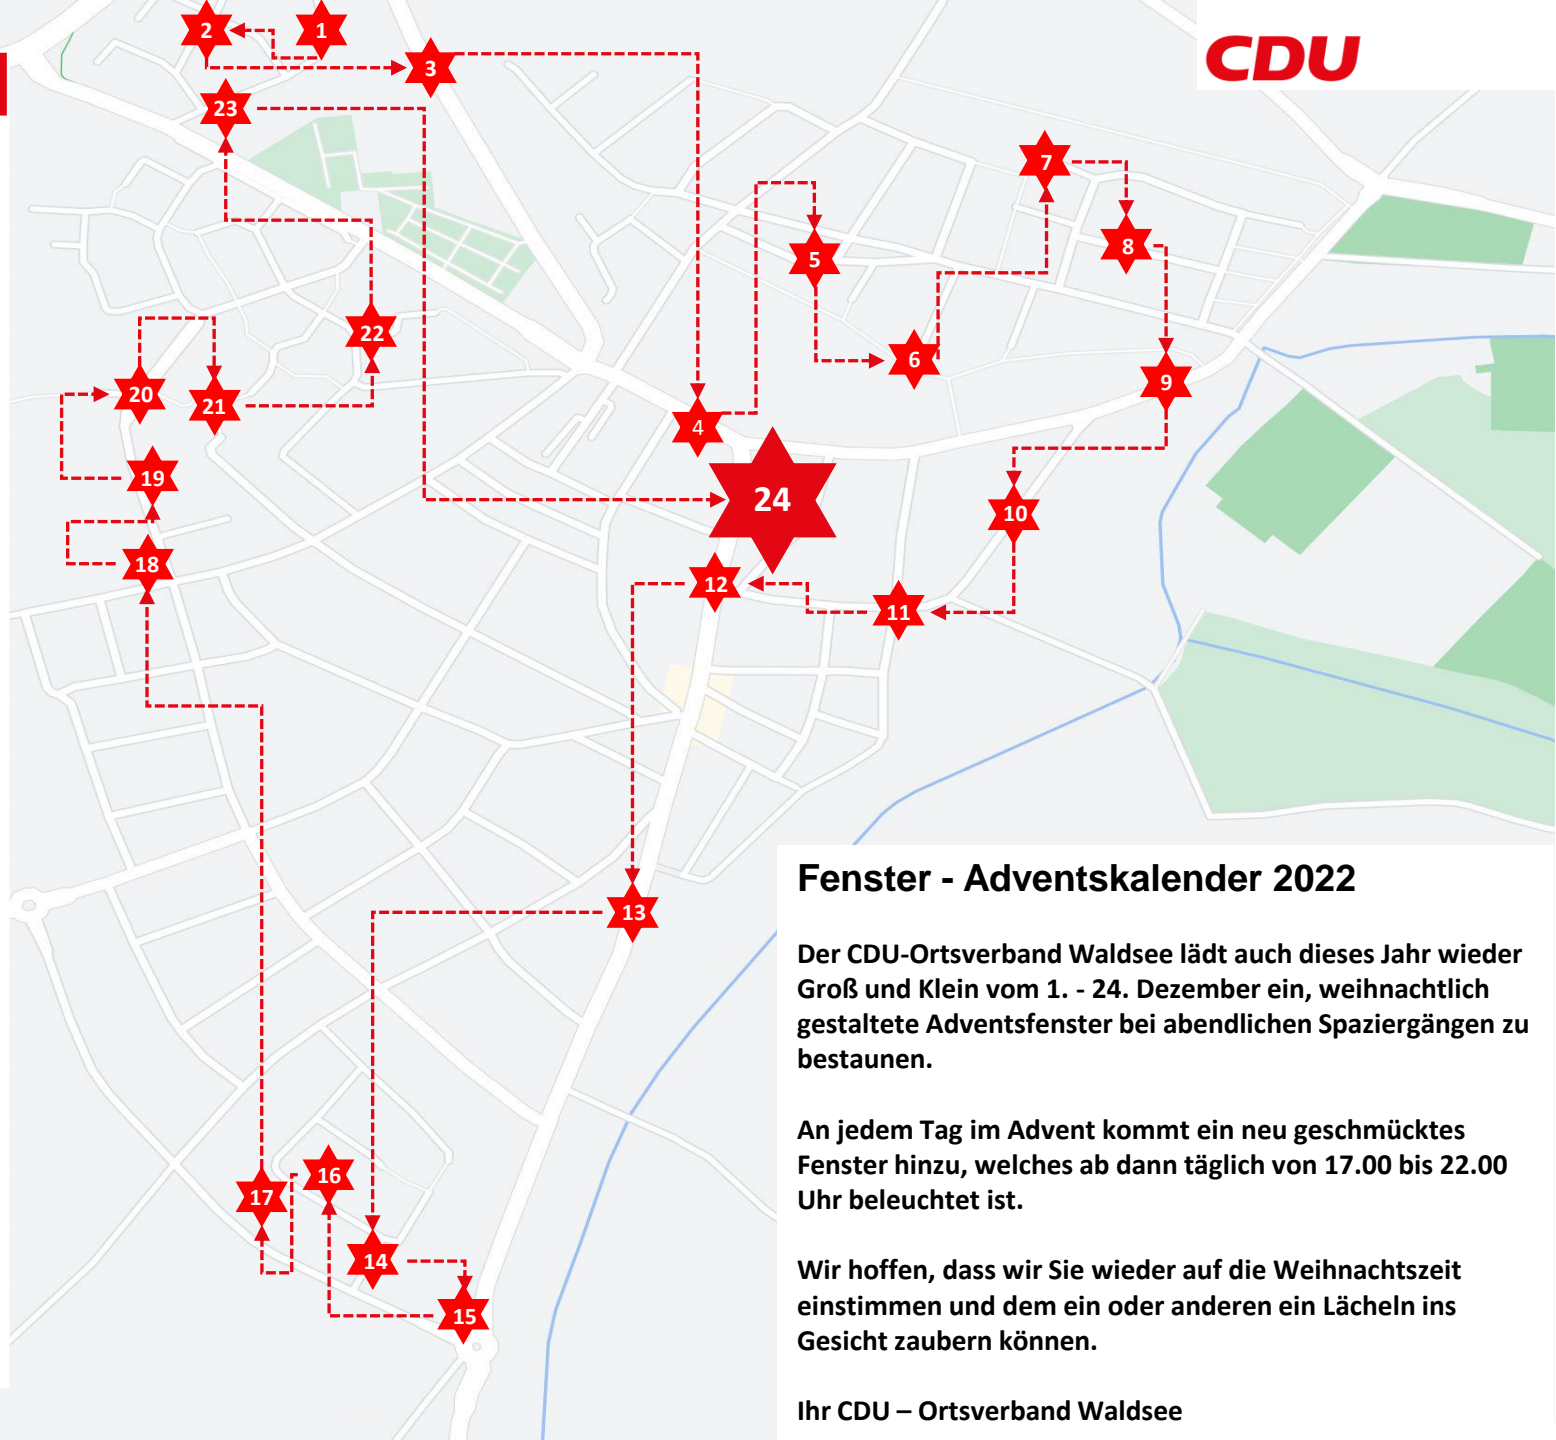 CDU
2
1
3
23
7
8
5
22
6
9
20
21
4
19
24
10
18
12
11
13
16
17
14
15
Fenster - Adventskalender 2022
Der CDU-Ortsverband Waldsee lädt auch dieses Jahr wieder
Groß und Klein vom 1. - 24. Dezember ein, weihnachtlich
gestaltete Adventsfenster bei abendlichen Spaziergängen zu
bestaunen.
An jedem Tag im Advent kommt ein neu geschmücktes
Fenster hinzu, welches ab dann täglich von 17.00 bis 22.00
Uhr beleuchtet ist.
Wir hoffen, dass wir Sie wieder auf die Weihnachtszeit
einstimmen und dem ein oder anderen ein Lächeln ins
Gesicht zaubern können.
Ihr CDU – Ortsverband Waldsee